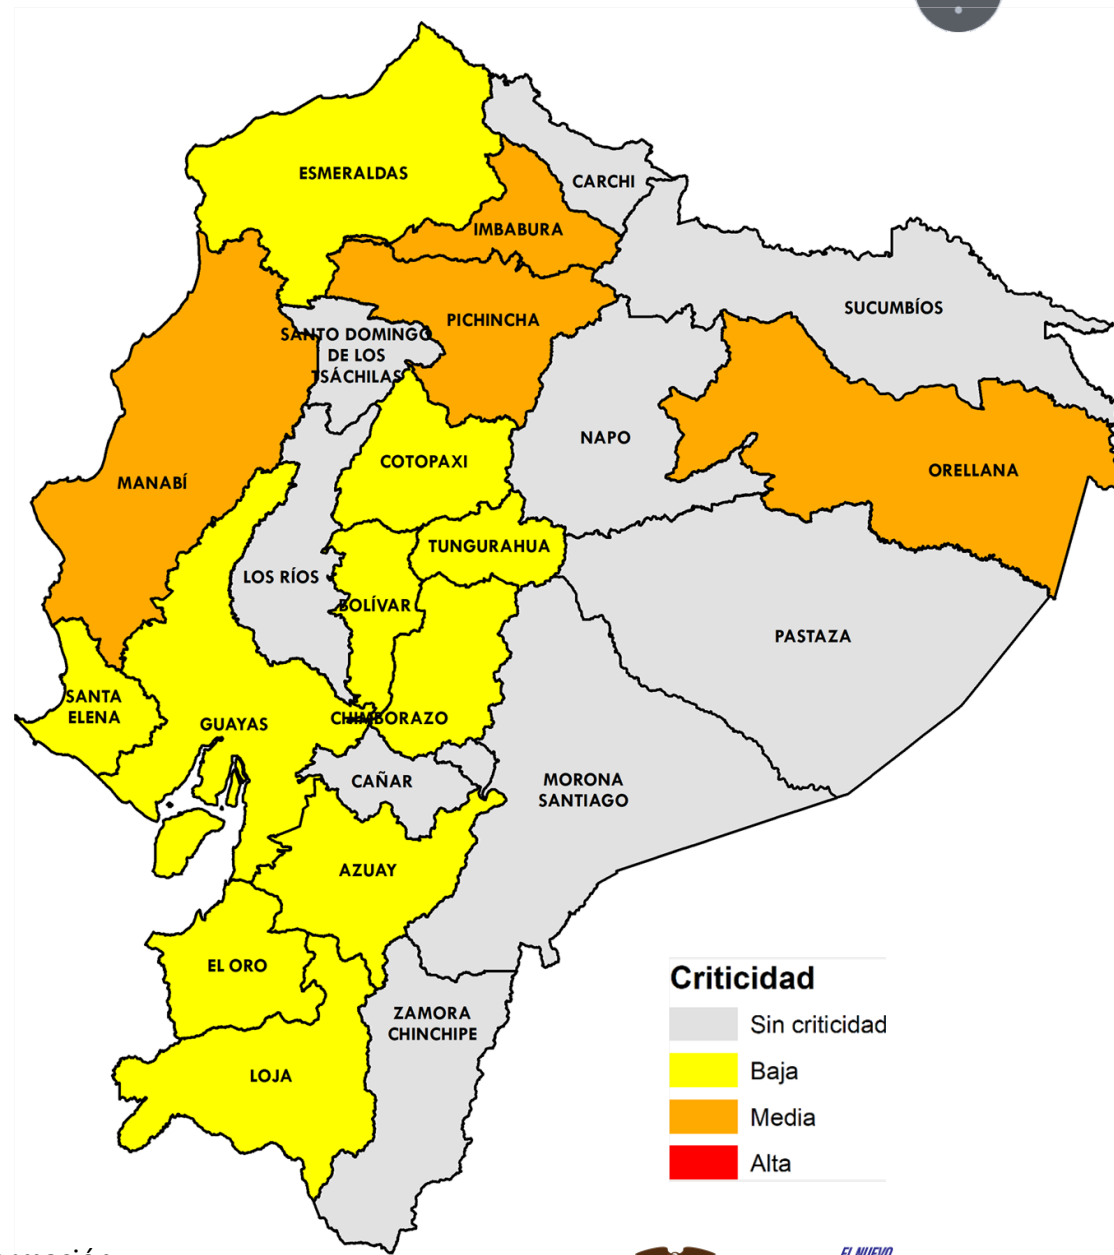 ESMERALDAS
CARCHI
IMBABURA
SUCUMBÍOS
PICHINCHA
SANTO DOMINGO
DE LOS
TSÁCHILAS
NAPO
COTOPAXI
ORELLANA
MANABÍ
TUNGURAHUA
LOS RÍOS
BOLÍVAR
PASTAZA
SANTA
ELENA
GUAYAS
CHIMBORAZO
CAÑAR
MORONA
SANTIAGO
AZUAY
EL ORO
ZAMORA
CHINCHIPE
LOJA
Criticidad
Sin criticidad
Baja
Media
Alta
EL NUEVO